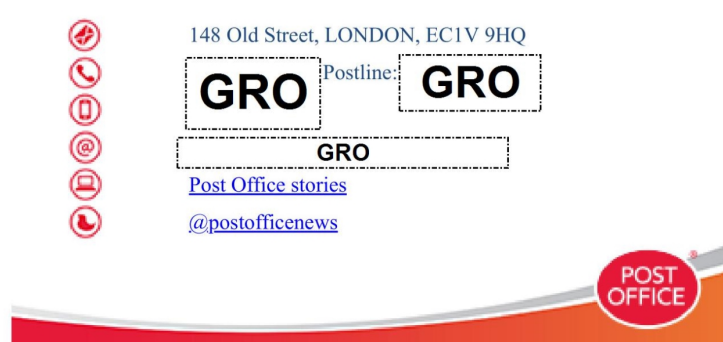 148 Old Street, LONDON, EC1V 9HQ
GRO Postline: GRO
GRO
Post Office stories
@postofficenews
POST
OFFICE